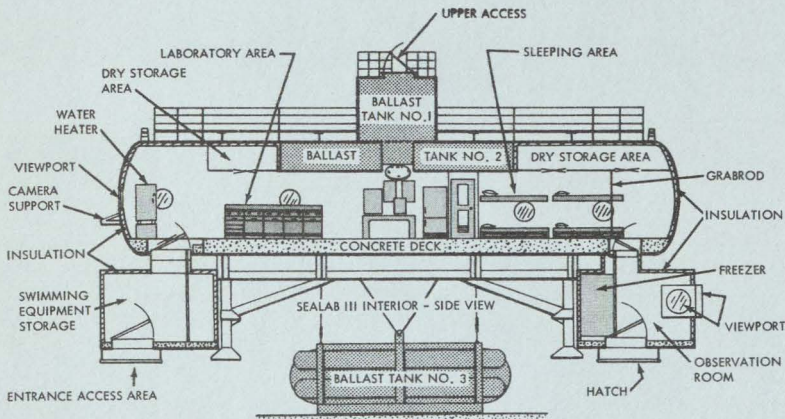 UPPER ACCESS
LABORATORY AREA
SLEEPING AREA
DRY STORAGE
AREA
BALLAST
TANK NO.1
WATER
HEATER
BALLAST
TANK NO. 2
DRY STORAGE AREA
VIEWPORT
GRABROD
CAMERA
SUPPORT
INSULATION
CONCRETE DECK
INSULATION
FREEZER
SWIMMING
EQUIPMENT
STORAGE
SEALAB III INTERIOR - SIDE VIEW
VIEWPORT
OBSERVATION
ROOM
BALLAST TANK NO. 3
ENTRANCE ACCESS AREA
HATCH